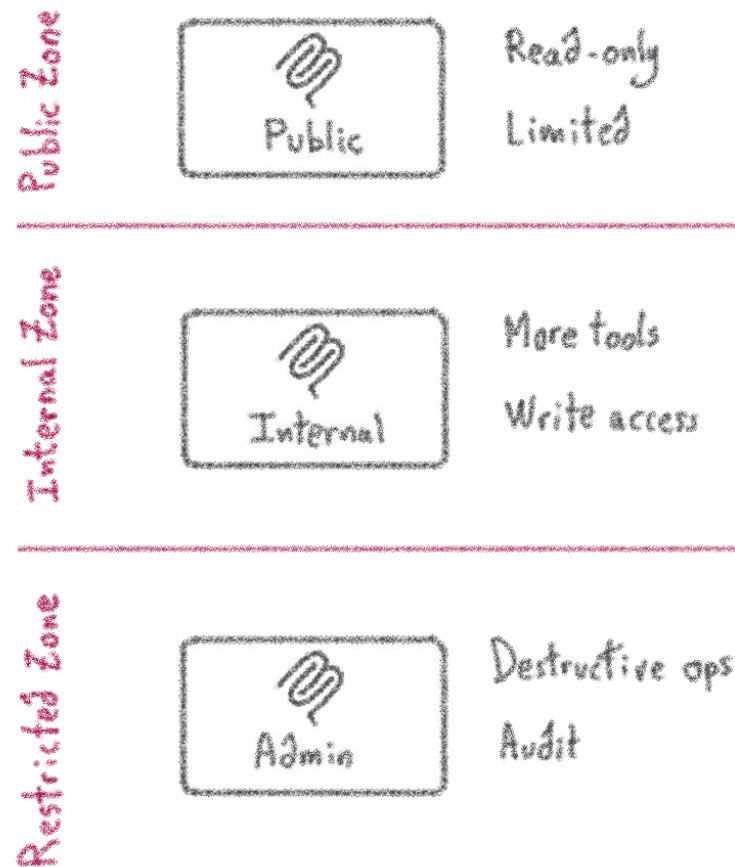 Public Zone
Public
Read-only
Limited
Internal Zone
Internal
More tools
Write access
Restricted Zone
Admin
Destructive ops
Audit